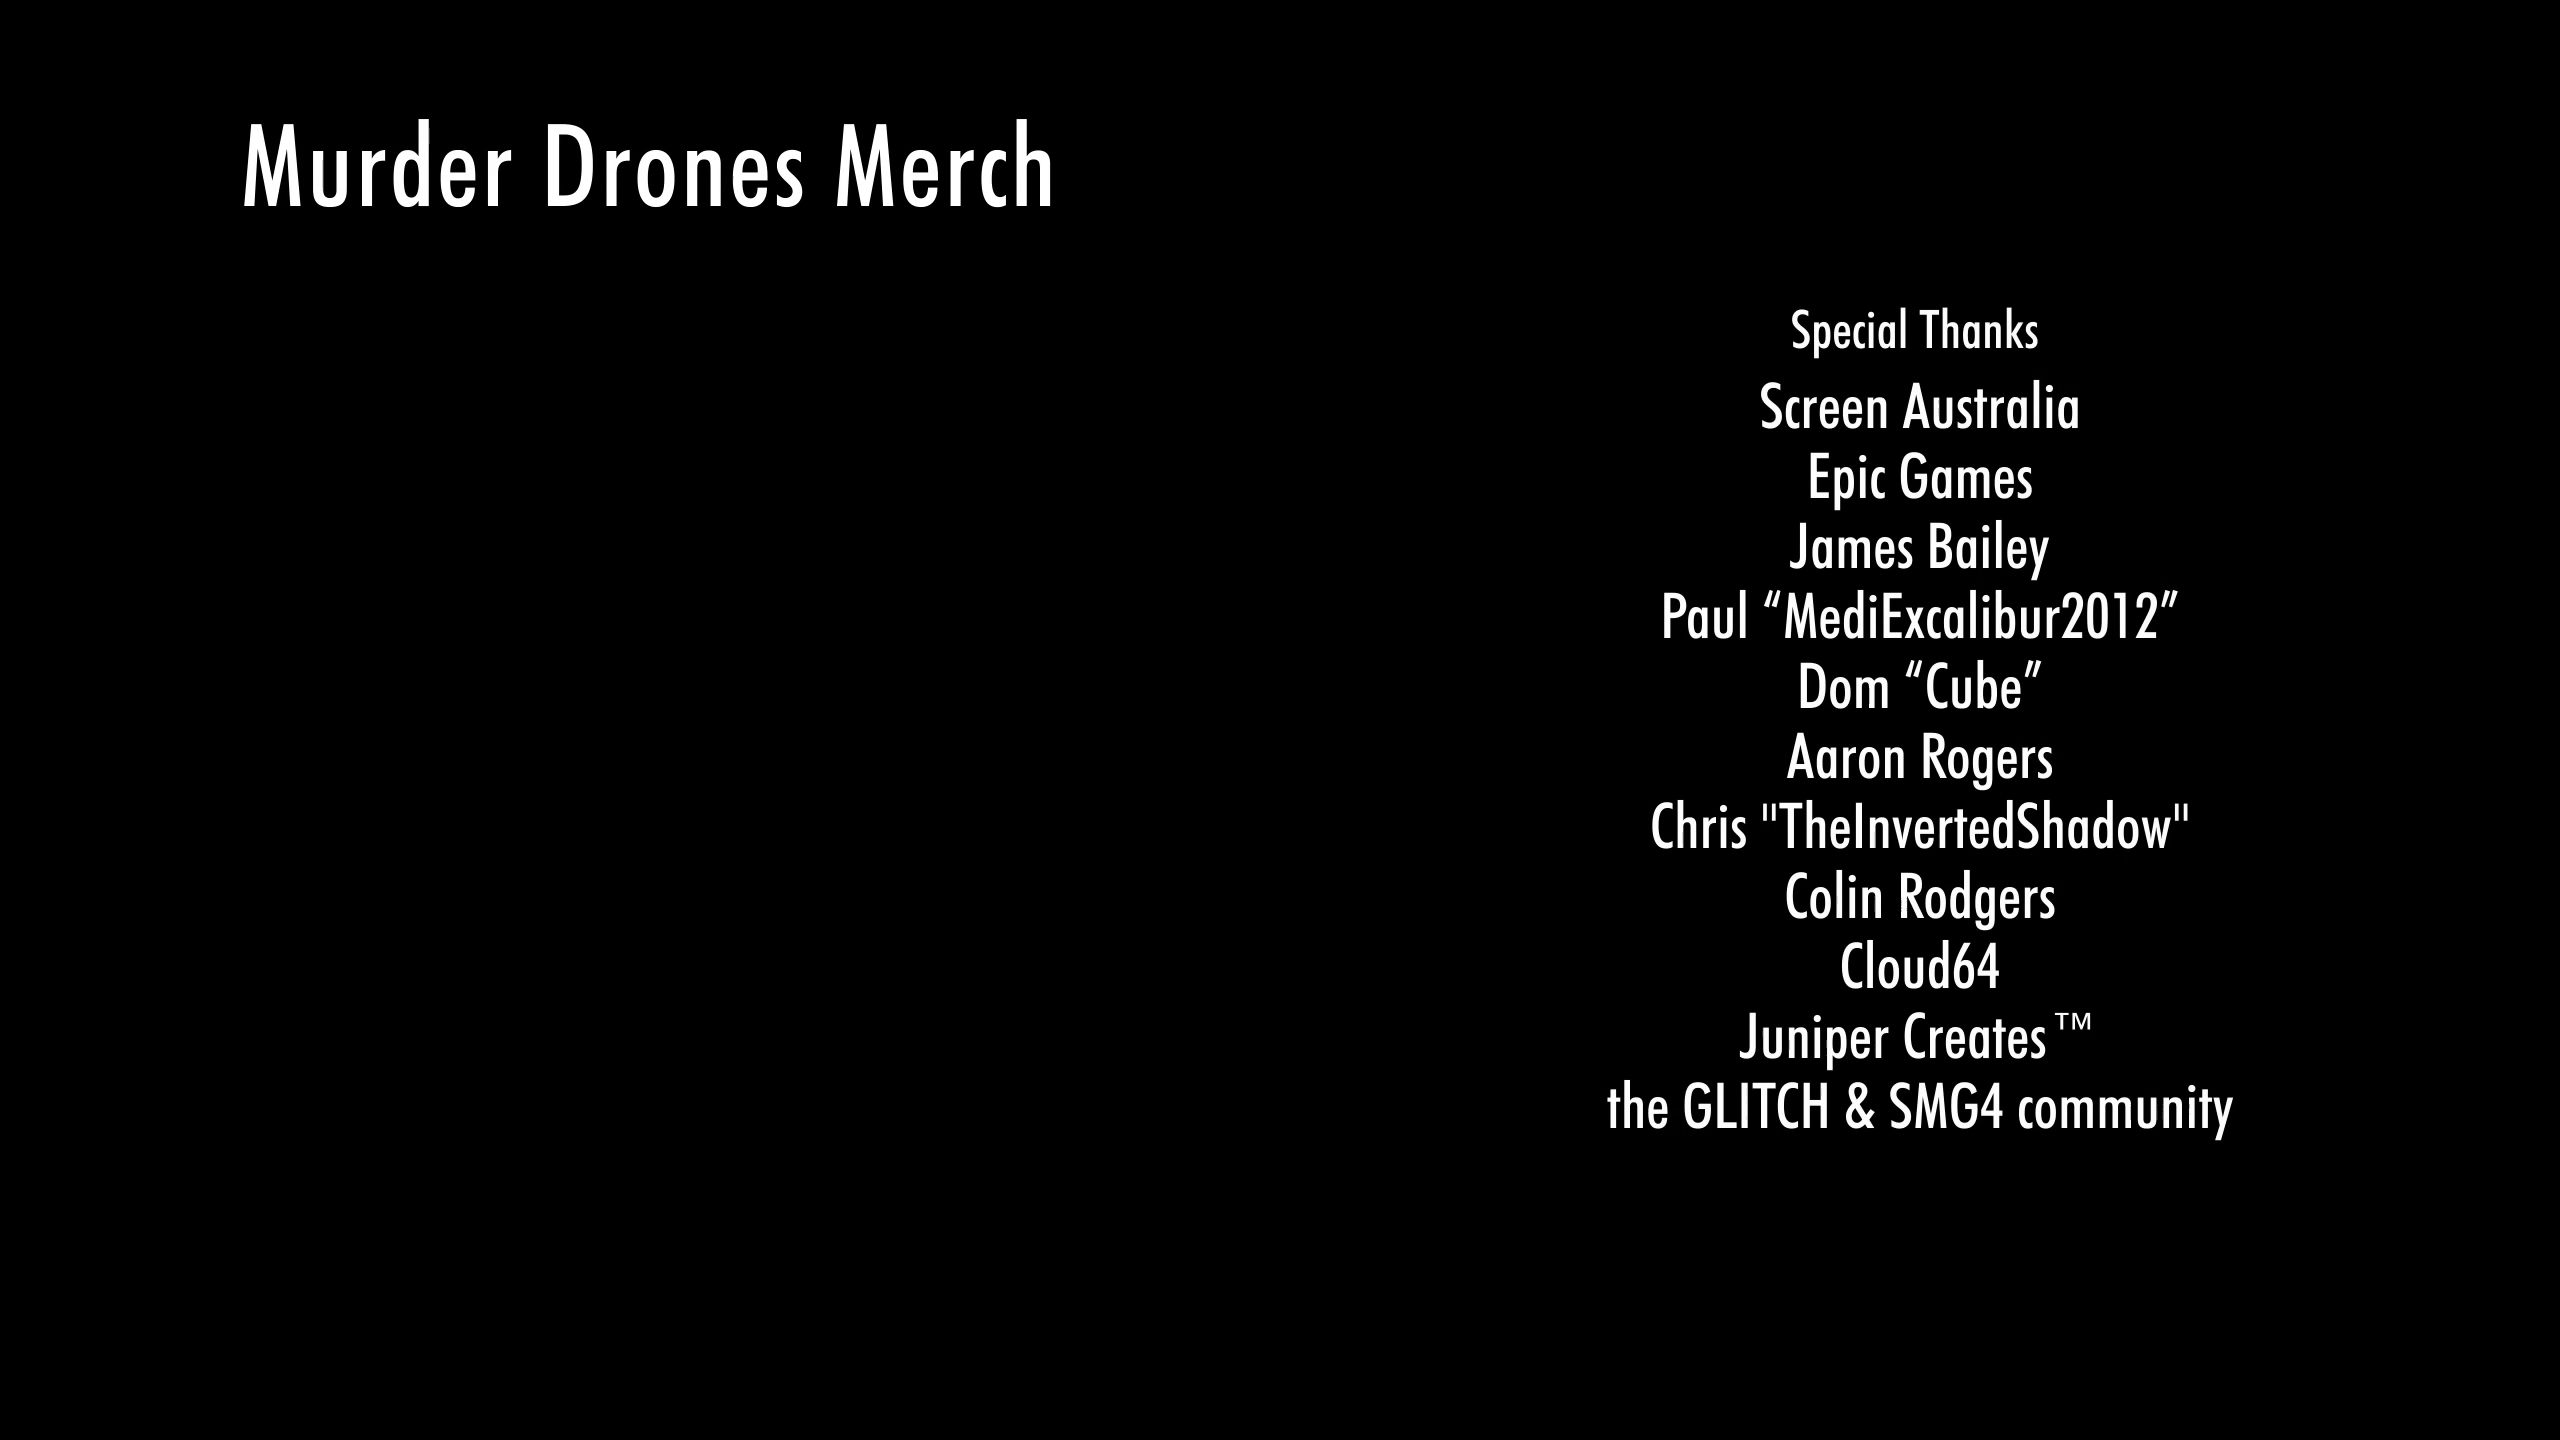 Murder Drones Merch
Special Thanks
Screen Australia
Epic Games
James Bailey
Paul “MediExcalibur2012”
Dom “Cube”
Aaron Rogers
Chris "TheInvertedShadow"
Colin Rodgers
Cloud64
Juniper Creates™
the GLITCH & SMG4 community